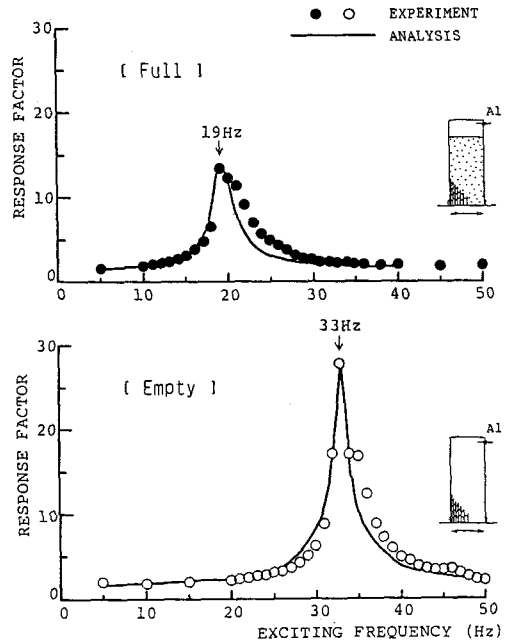 ● ○ EXPERIMENT
ANALYSIS
[ Full ]
RESPONSE FACTOR
30
20
10
0
19Hz
A1
0 10 20 30 40 50
33Hz
[ Empty ]
RESPONSE FACTOR
30
20
10
0
A1
0 10 20 30 40 50
EXCITING FREQUENCY (Hz)